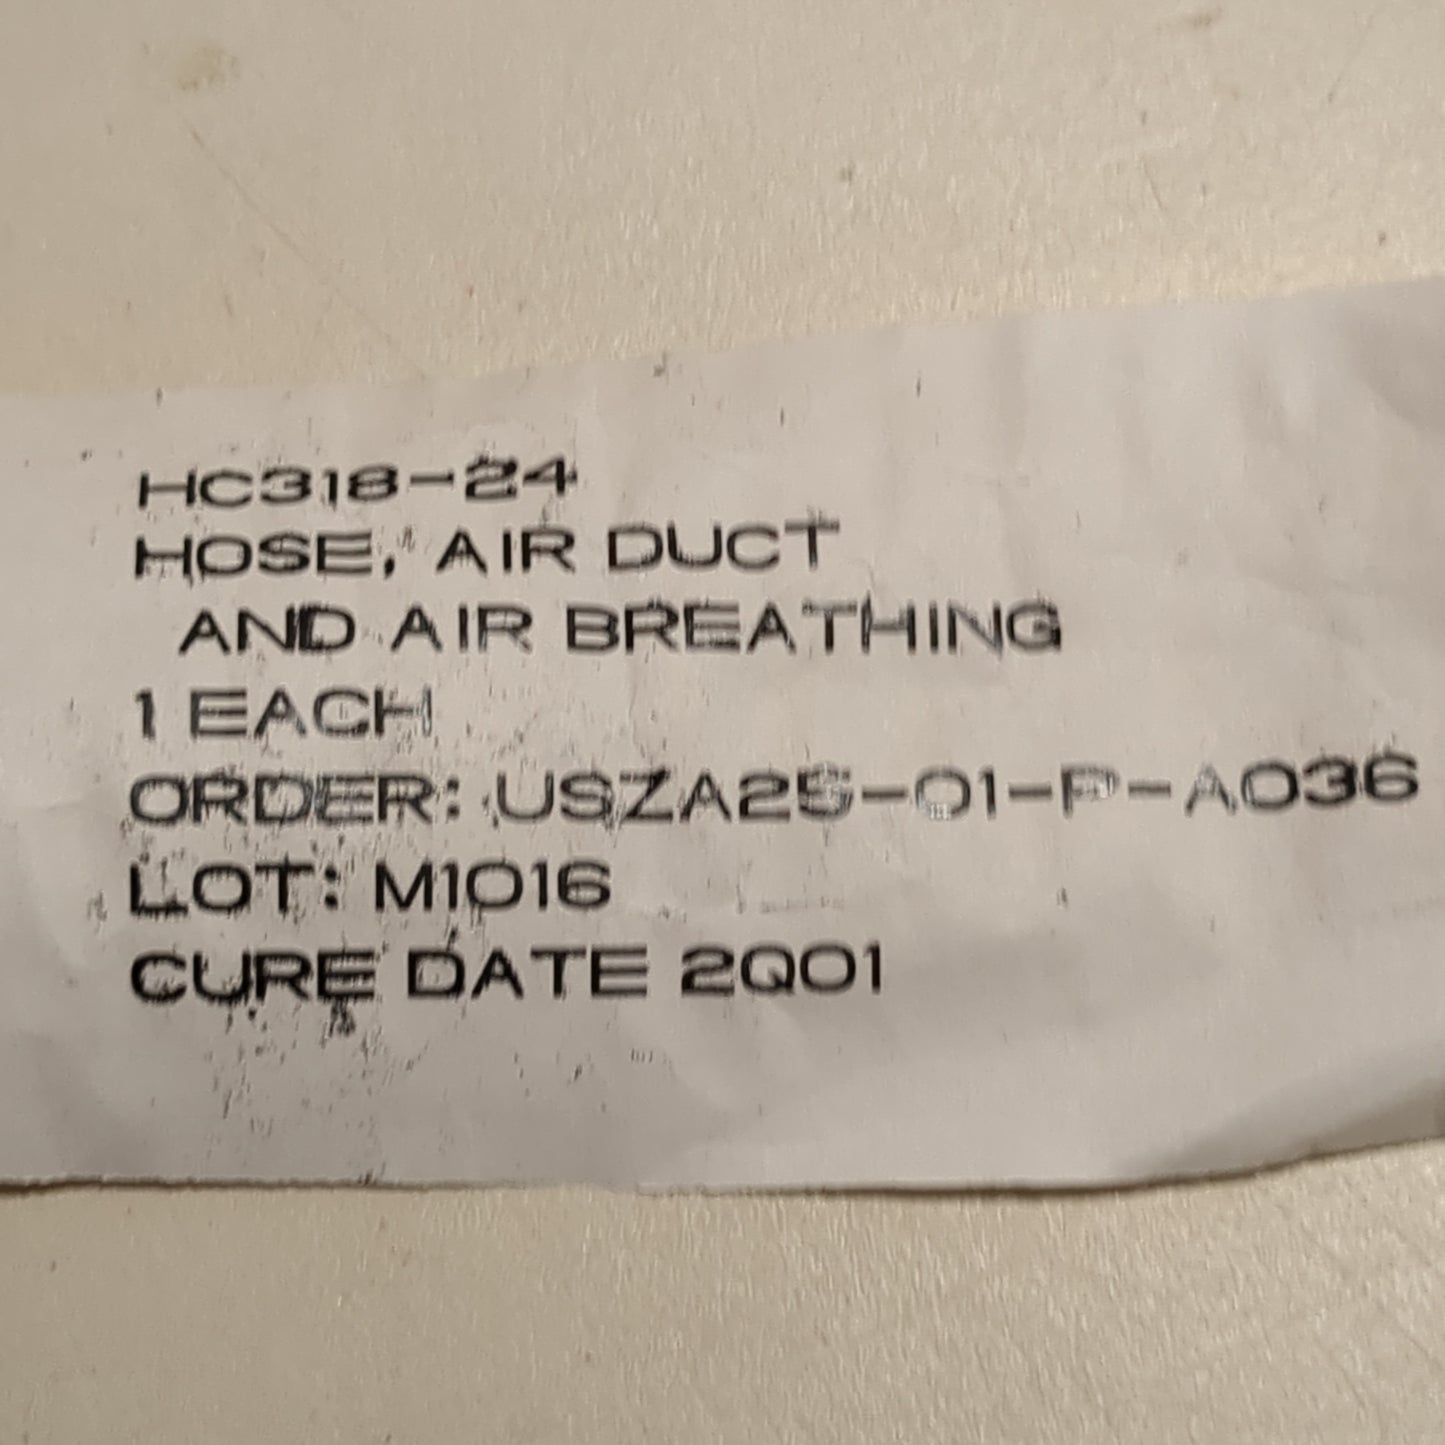 HC318-24
HOSE, AIR DUCT
AND AIR BREATHING
1 EACH
ORDER: USZA25-01-P-A036
LOT: M1016
CURE DATE 2Q01